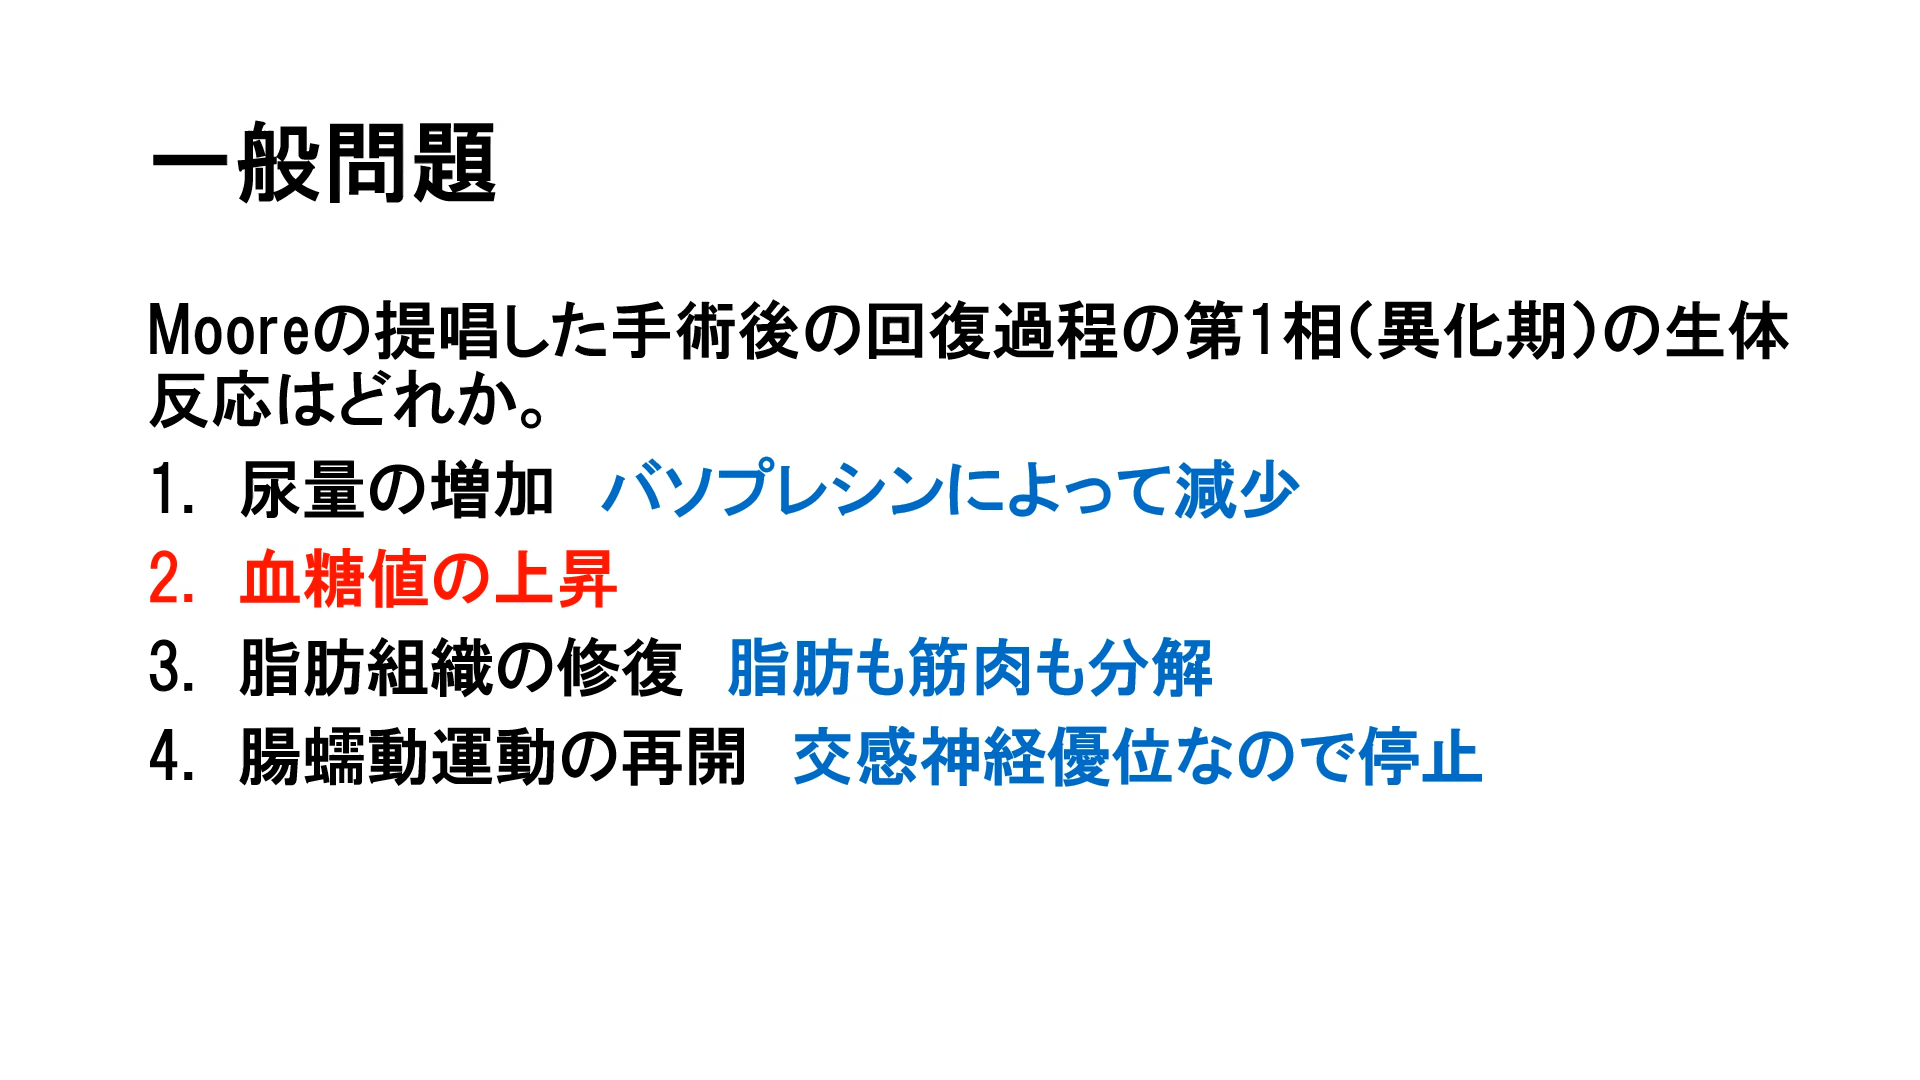 一般問題
Mooreの提唱した手術後の回復過程の第1相（異化期）の生体
反応はどれか。
1. 尿量の増加　バソプレシンによって減少
2. 血糖値の上昇
3. 脂肪組織の修復　脂肪も筋肉も分解
4. 腸蠕動運動の再開　交感神経優位なので停止